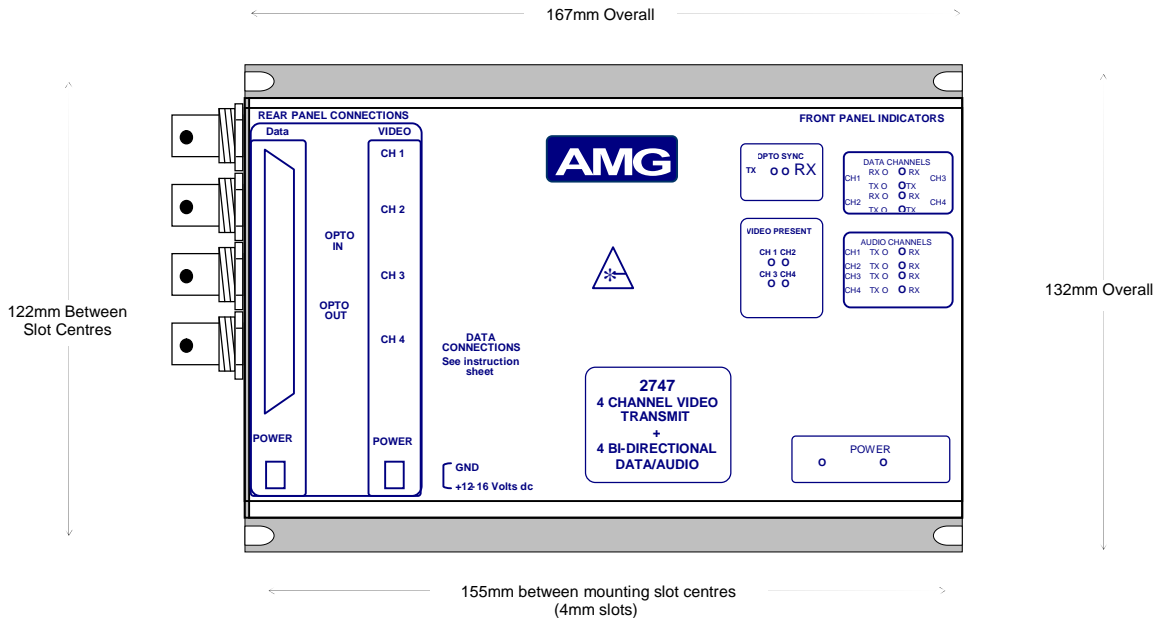 167mm Overall
REAR PANEL CONNECTIONS
Data
VIDEO
CH 1
CH 2
OPTO
IN
CH 3
OPTO
OUT
CH 4
POWER
POWER
DATA
CONNECTIONS
See instruction
sheet
GND
+12-16 Volts dc
AMG
2747
4 CHANNEL VIDEO
TRANSMIT
+
4 BI-DIRECTIONAL
DATA/AUDIO
FRONT PANEL INDICATORS
OPTO SYNC
TX O O RX
VIDEO PRESENT
CH 1 CH2
O O
CH 3 CH4
O O
DATA CHANNELS
CH1 RX O O RX CH3
TX O O TX
CH2 RX O O RX CH4
TX O O TX
AUDIO CHANNELS
CH1 TX O O RX
CH2 TX O O RX
CH3 TX O O RX
CH4 TX O O RX
POWER
O O
122mm Between
Slot Centres
132mm Overall
155mm between mounting slot centres
(4mm slots)